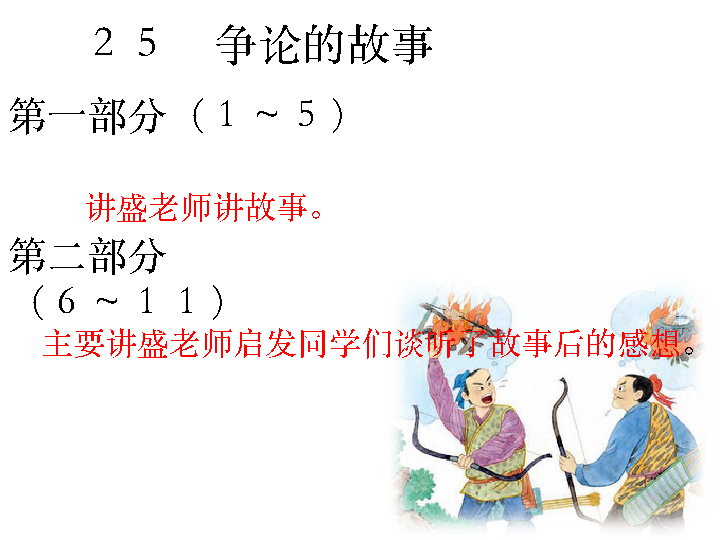 ２５ 争论的故事
第一部分（１～５）
讲盛老师讲故事。
第二部分
（６～１１）
主要讲盛老师启发同学们谈听了故事后的感想。